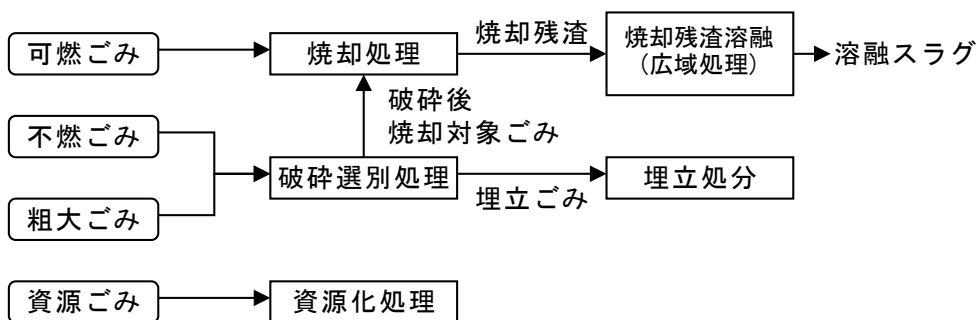 可燃ごみ
焼却処理
焼却残渣
焼却残渣溶融
（広域処理）
溶融スラグ
破砕後
焼却対象ごみ
不燃ごみ
破砕選別処理
埋立ごみ
埋立処分
粗大ごみ
資源ごみ
資源化処理